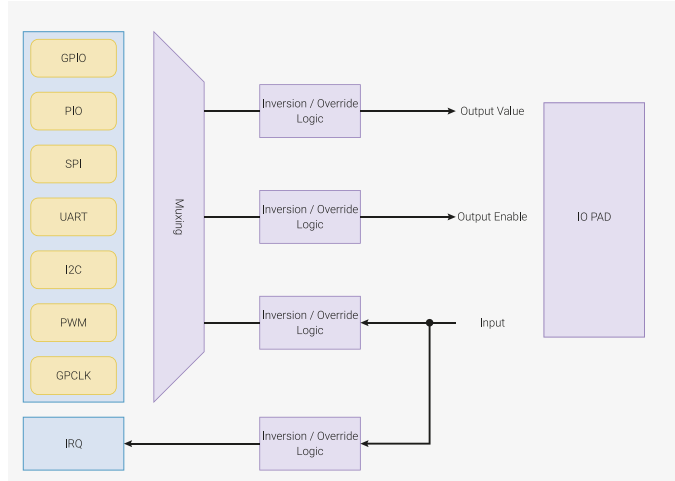 GPIO
PIO
SPI
UART
I2C
PWM
GPCLK
IRQ
Muxing
Inversion / Override
Logic
Output Value
Inversion / Override
Logic
Output Enable
Inversion / Override
Logic
Input
Inversion / Override
Logic
IO PAD